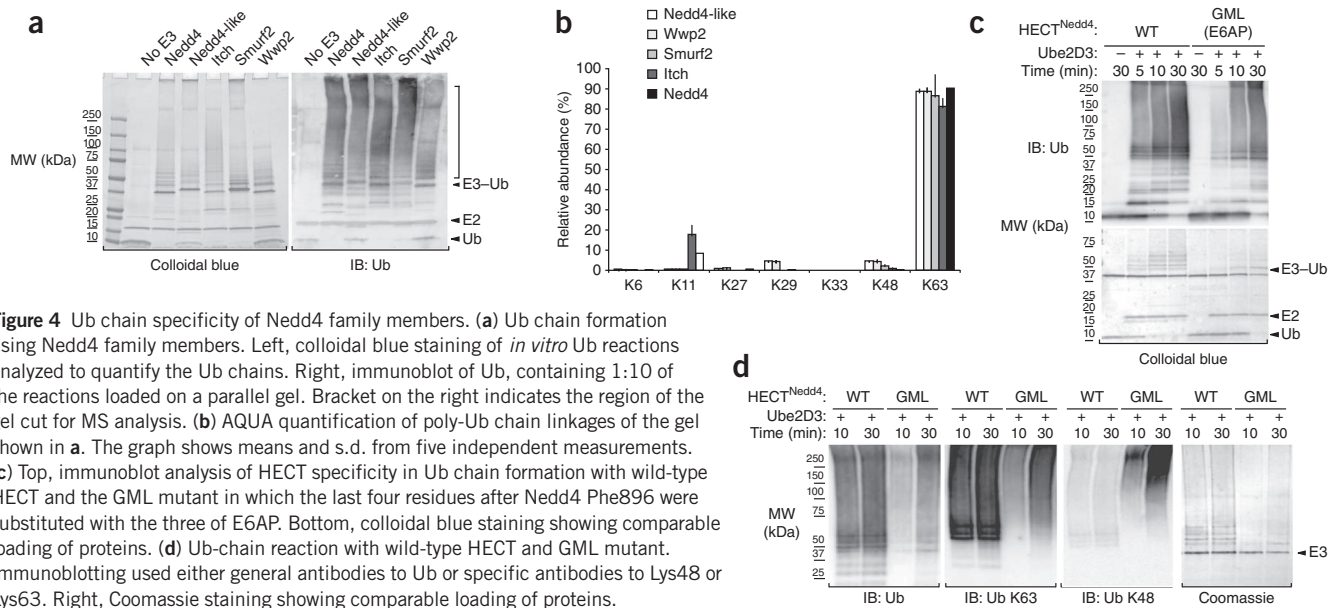 a
No E3
Nedd4
Nedd4-like
Itch
Smurf2
Wwp2
No E3
Nedd4
Nedd4-like
Itch
Smurf2
Wwp2
MW (kDa)
250
150
100
75
50
37
25
20
15
10
E3–Ub
E2
Ub
Colloidal blue
IB: Ub
b
Nedd4-like
Wwp2
Smurf2
Itch
Nedd4
Relative abundance (%)
100
90
80
70
60
50
40
30
20
10
0
K6 K11 K27 K29 K33 K48 K63
c
HECT^Nedd4: WT GML (E6AP)
Ube2D3: – + + + – + + +
Time (min): 30 5 10 30 30 5 10 30
IB: Ub
250
150
100
75
50
37
25
20
15
10
MW (kDa)
75
50
37
25
20
15
10
E3–Ub
E2
Ub
Colloidal blue
d
HECT^Nedd4: WT GML WT GML WT GML WT GML
Ube2D3: + + + + + + + + + + + + + + + +
Time (min): 10 30 10 30 10 30 10 30 10 30 10 30 10 30 10 30
MW (kDa)
250
150
100
75
50
37
25
E3
IB: Ub
IB: Ub K63
IB: Ub K48
Coomassie
igure 4 Ub chain specificity of Nedd4 family members. (a) Ub chain formation
sing Nedd4 family members. Left, colloidal blue staining of in vitro Ub reactions
nalyzed to quantify the Ub chains. Right, immunoblot of Ub, containing 1:10 of
he reactions loaded on a parallel gel. Bracket on the right indicates the region of the
el cut for MS analysis. (b) AQUA quantification of poly-Ub chain linkages of the gel
hown in a. The graph shows means and s.d. from five independent measurements.
c) Top, immunoblot analysis of HECT specificity in Ub chain formation with wild-type
HECT and the GML mutant in which the last four residues after Nedd4 Phe896 were
ubstituted with the three of E6AP. Bottom, colloidal blue staining showing comparable
oading of proteins. (d) Ub-chain reaction with wild-type HECT and GML mutant.
mmunoblotting used either general antibodies to Ub or specific antibodies to Lys48 or
ys63. Right, Coomassie staining showing comparable loading of proteins.